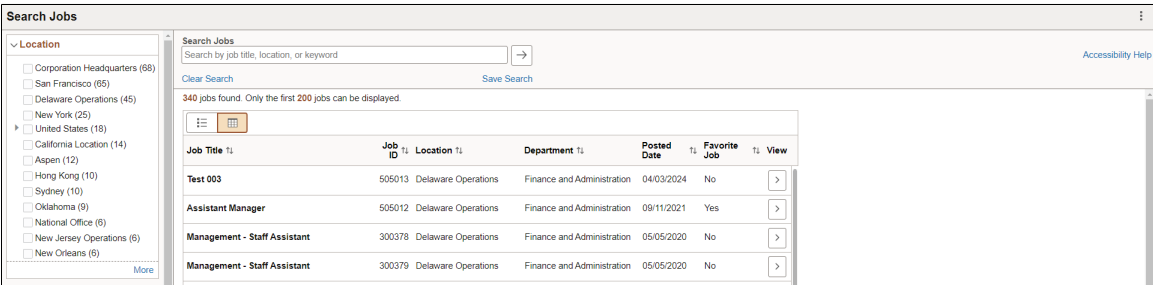 Search Jobs
Location
Corporation Headquarters (68)
San Francisco (65)
Delaware Operations (45)
New York (25)
United States (18)
California Location (14)
Aspen (12)
Hong Kong (10)
Sydney (10)
Oklahoma (9)
National Office (6)
New Jersey Operations (6)
New Orleans (6)
More
Search Jobs
Search by job title, location, or keyword
Accessibility Help
Clear Search Save Search
340 jobs found. Only the first 200 jobs can be displayed.
Job Title Job ID Location Department Posted Date Favorite Job View
Test 003 505013 Delaware Operations Finance and Administration 04/03/2024 No
Assistant Manager 505012 Delaware Operations Finance and Administration 09/11/2021 Yes
Management - Staff Assistant 300378 Delaware Operations Finance and Administration 05/05/2020 No
Management - Staff Assistant 300379 Delaware Operations Finance and Administration 05/05/2020 No